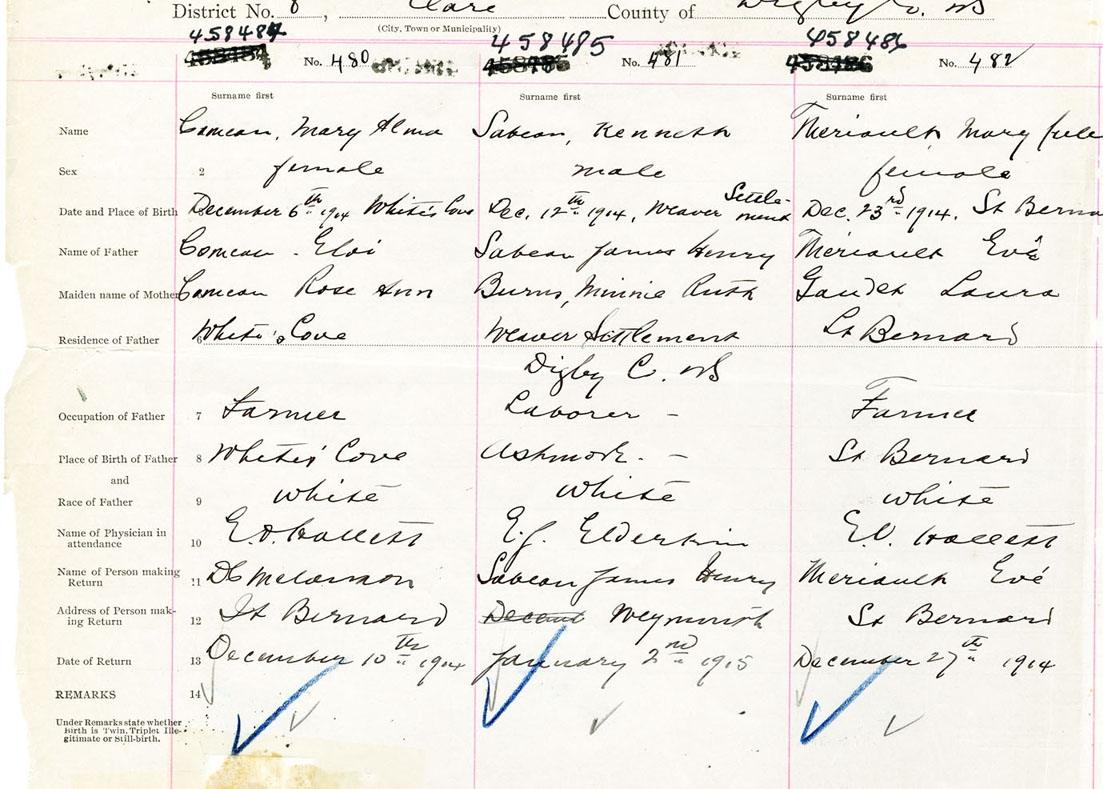 District No. 8, Clare County of Digby Co. NS
(City, Town or Municipality)
458484 458485 458486
No. 480 No. 481 No. 482
Surname first Surname first Surname first
Name Comeau, Mary Alma Sabean, Kenneth Theriault Mary
Sex 2 female male female
Date and Place of Birth December 6th 1914 White's Cove Dec. 12th 1914, Weaver Settlement Dec. 23rd 1914. St Berna
Name of Father Comeau. Eloi Sabean James Henry Theriault Evé
Maiden name of Mother Comeau Rose Ann Burns, Minnie Ruth Gaudet Laura
Residence of Father 6 White's Cove Weaver Settlement St Bernard
Digby C. NS
Occupation of Father 7 Farmer Laborer - Farmer
Place of Birth of Father 8 White's Cove Ashmore. - St Bernard
and
Race of Father 9 White White White
Name of Physician in
attendance 10 E.D. Hallett E.J. Elderkin E.D. Hallett
Name of Person making
Return 11 Sabean James Henry Theriault Evé
Address of Person mak-
ing Return 12 St Bernard Weymouth St Bernard
Date of Return 13 December 10th 1914 January 2nd 1915 December 27th 1914
REMARKS 14
Under Remarks state whether
Birth is Twin, Triplet Ille-
gitimate or Still-birth.